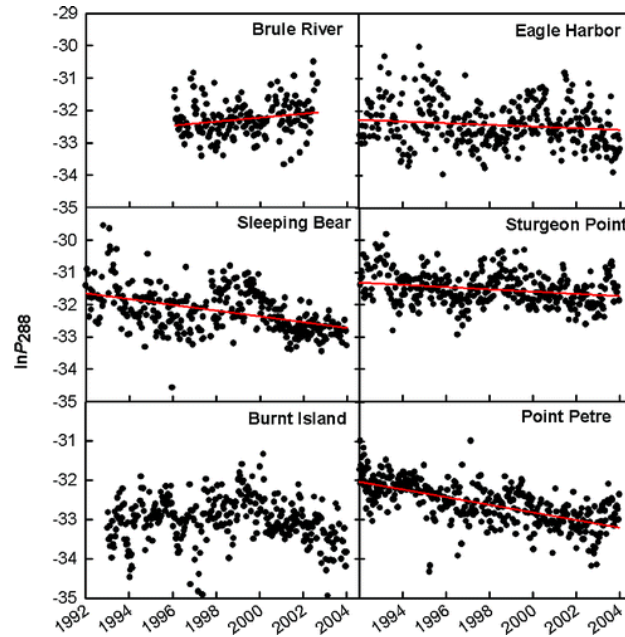 -29
Brule River
Eagle Harbor
-30
-31
-32
-33
-34
-35
Sleeping Bear
Sturgeon Point
-30
-31
-32
-33
-34
-35
lnP288
Burnt Island
Point Petre
-31
-32
-33
-34
-35
1992 1994 1996 1998 2000 2002 2004 1994 1996 1998 2000 2002 2004